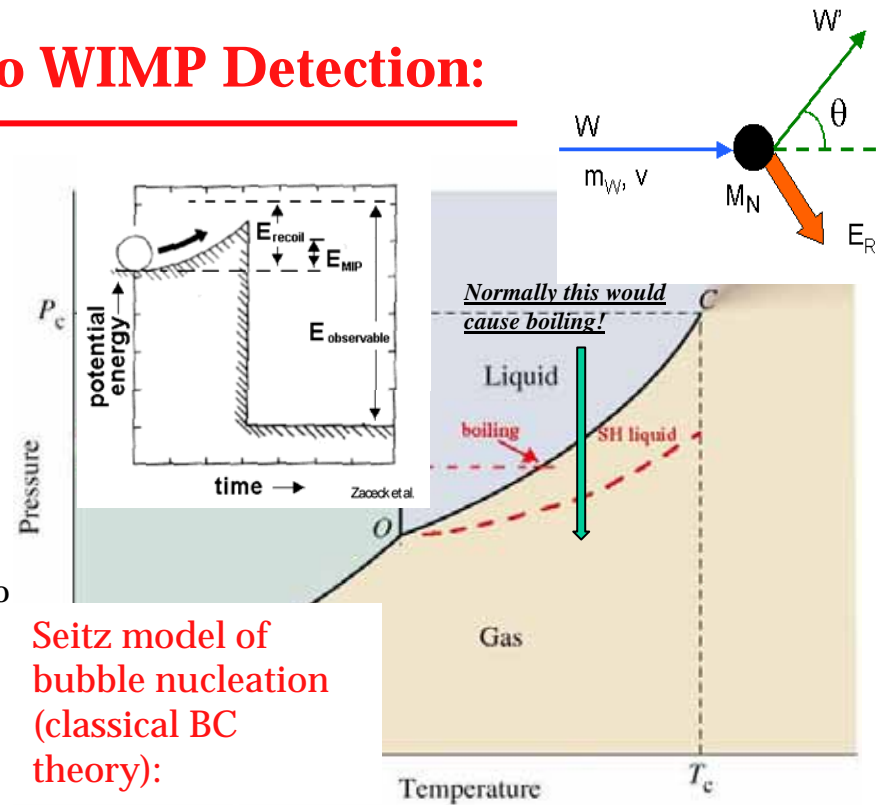 o WIMP Detection:
W'
θ
W
m_W, v
M_N
E_R
E_recoil
E_MIP
E observable
potential
energy
time
Zaceck et al.
Normally this would
cause boiling!
P_c
C
Liquid
boiling
SH liquid
Pressure
O
o
Gas
Seitz model of
bubble nucleation
(classical BC
theory):
Temperature
T_c